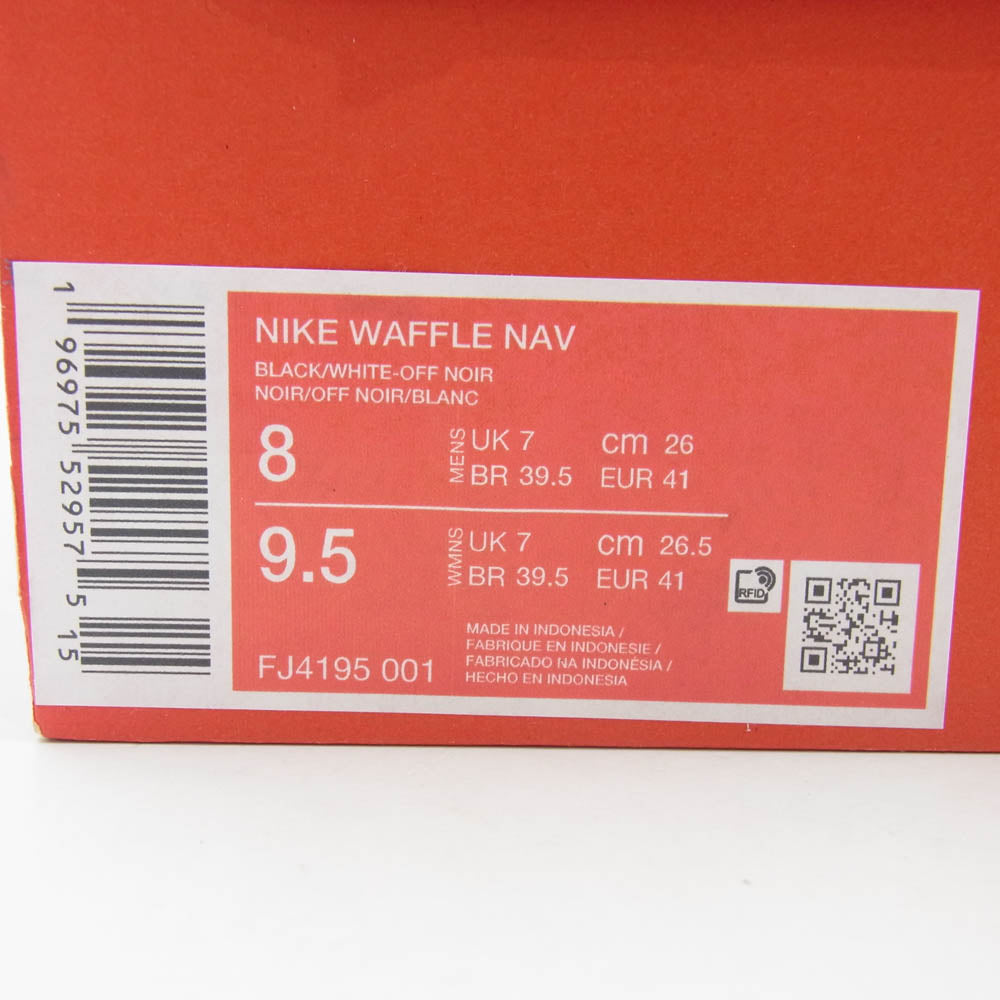 1 96975 52957 5 15
NIKE WAFFLE NAV
BLACK/WHITE-OFF NOIR
NOIR/OFF NOIR/BLANC
8 MENS UK 7 cm 26
BR 39.5 EUR 41
9.5 WMNS UK 7 cm 26.5
BR 39.5 EUR 41
RFID
FJ4195 001
MADE IN INDONESIA /
FABRIQUE EN INDONESIE /
FABRICADO NA INDONÉSIA /
HECHO EN INDONESIA